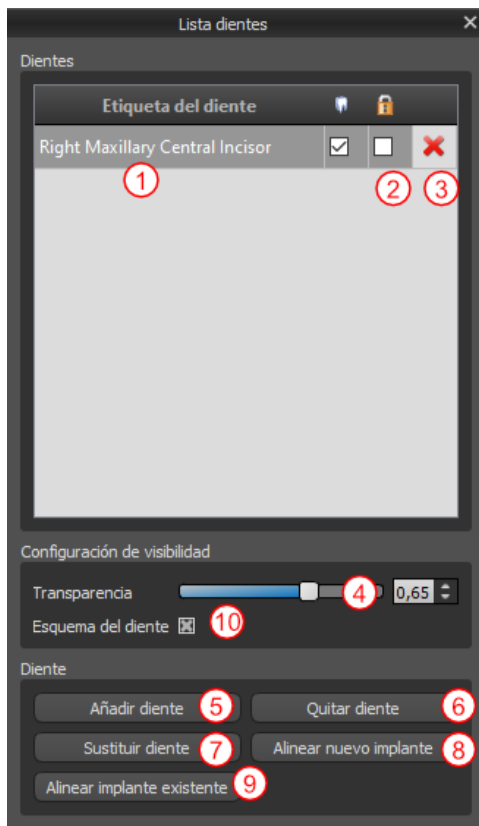 Lista dientes
Dientes
Etiqueta del diente
Right Maxillary Central Incisor
1
2
3
Configuración de visibilidad
Transparencia 4 0,65
Esquema del diente 10
Diente
Añadir diente 5 Quitar diente 6
Sustituir diente 7 Alinear nuevo implante 8
Alinear implante existente 9